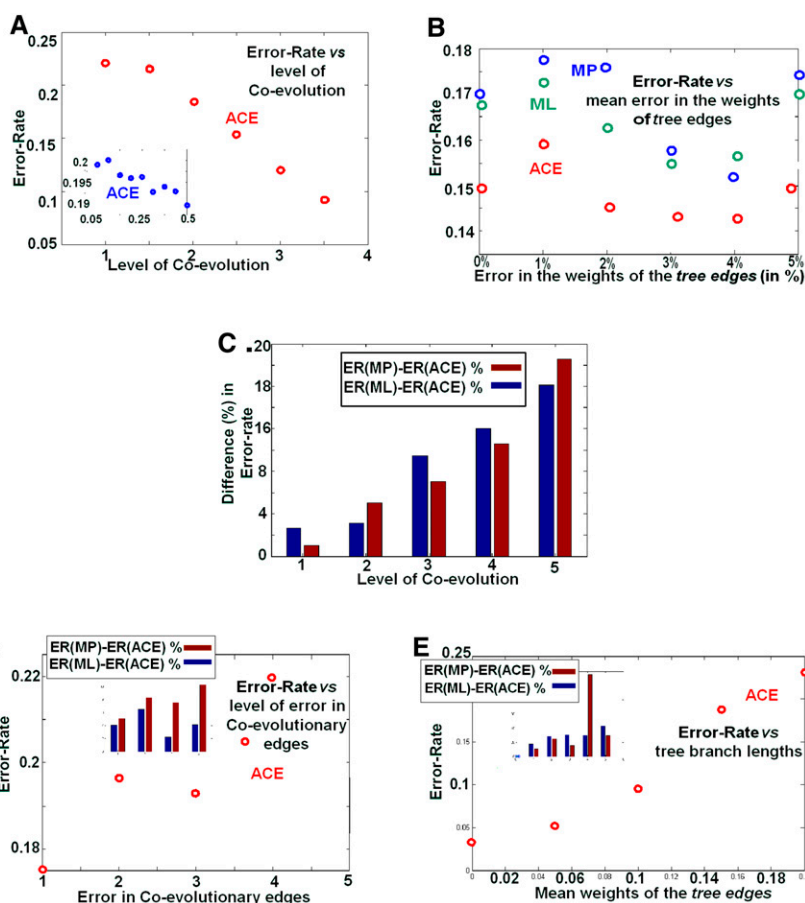 A
0.25
0.2
0.15
0.1
0.05
Error-Rate
Error-Rate vs
level of
Co-evolution
ACE
0.2
0.195
0.19
ACE
0.05
0.25
0.5
1
2
3
4
Level of Co-evolution
B
0.18
0.17
0.16
0.15
0.14
Error-Rate
MP
ML
ACE
Error-Rate vs
mean error in the weights
of tree edges
0%
1%
2%
3%
4%
5%
Error in the weights of the tree edges (in %)
C
20
18
16
8
4
0
Difference (%) in
Error-rate
ER(MP)-ER(ACE) %
ER(ML)-ER(ACE) %
1
2
3
4
5
Level of Co-evolution
ER(MP)-ER(ACE) %
ER(ML)-ER(ACE) %
0.22
0.2
0.18
Error-Rate
Error-Rate vs
level of error in
Co-evolutionary
edges
ACE
1
2
3
4
5
Error in Co-evolutionary edges
E
0.25
0.15
0.1
0.05
0
Error-Rate
ER(MP)-ER(ACE) %
ER(ML)-ER(ACE) %
ACE
Error-Rate vs
tree branch lengths
0
0.02
0.04
0.06
0.08
0.1
0.12
0.14
0.16
0.18
0.2
Mean weights of the tree edges